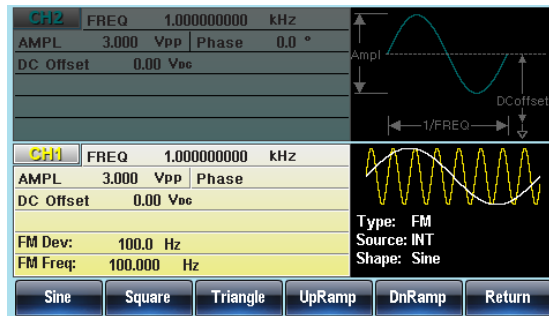 CH2 FREQ 1.000000000 kHz
AMPL 3.000 VPP Phase 0.0 °
DC Offset 0.00 VDC
Ampl
DCoffset
1/FREQ
CH1 FREQ 1.000000000 kHz
AMPL 3.000 VPP Phase
DC Offset 0.00 VDC
FM Dev: 100.0 Hz
FM Freq: 100.000 Hz
Type: FM
Source: INT
Shape: Sine
Sine Square Triangle UpRamp DnRamp Return